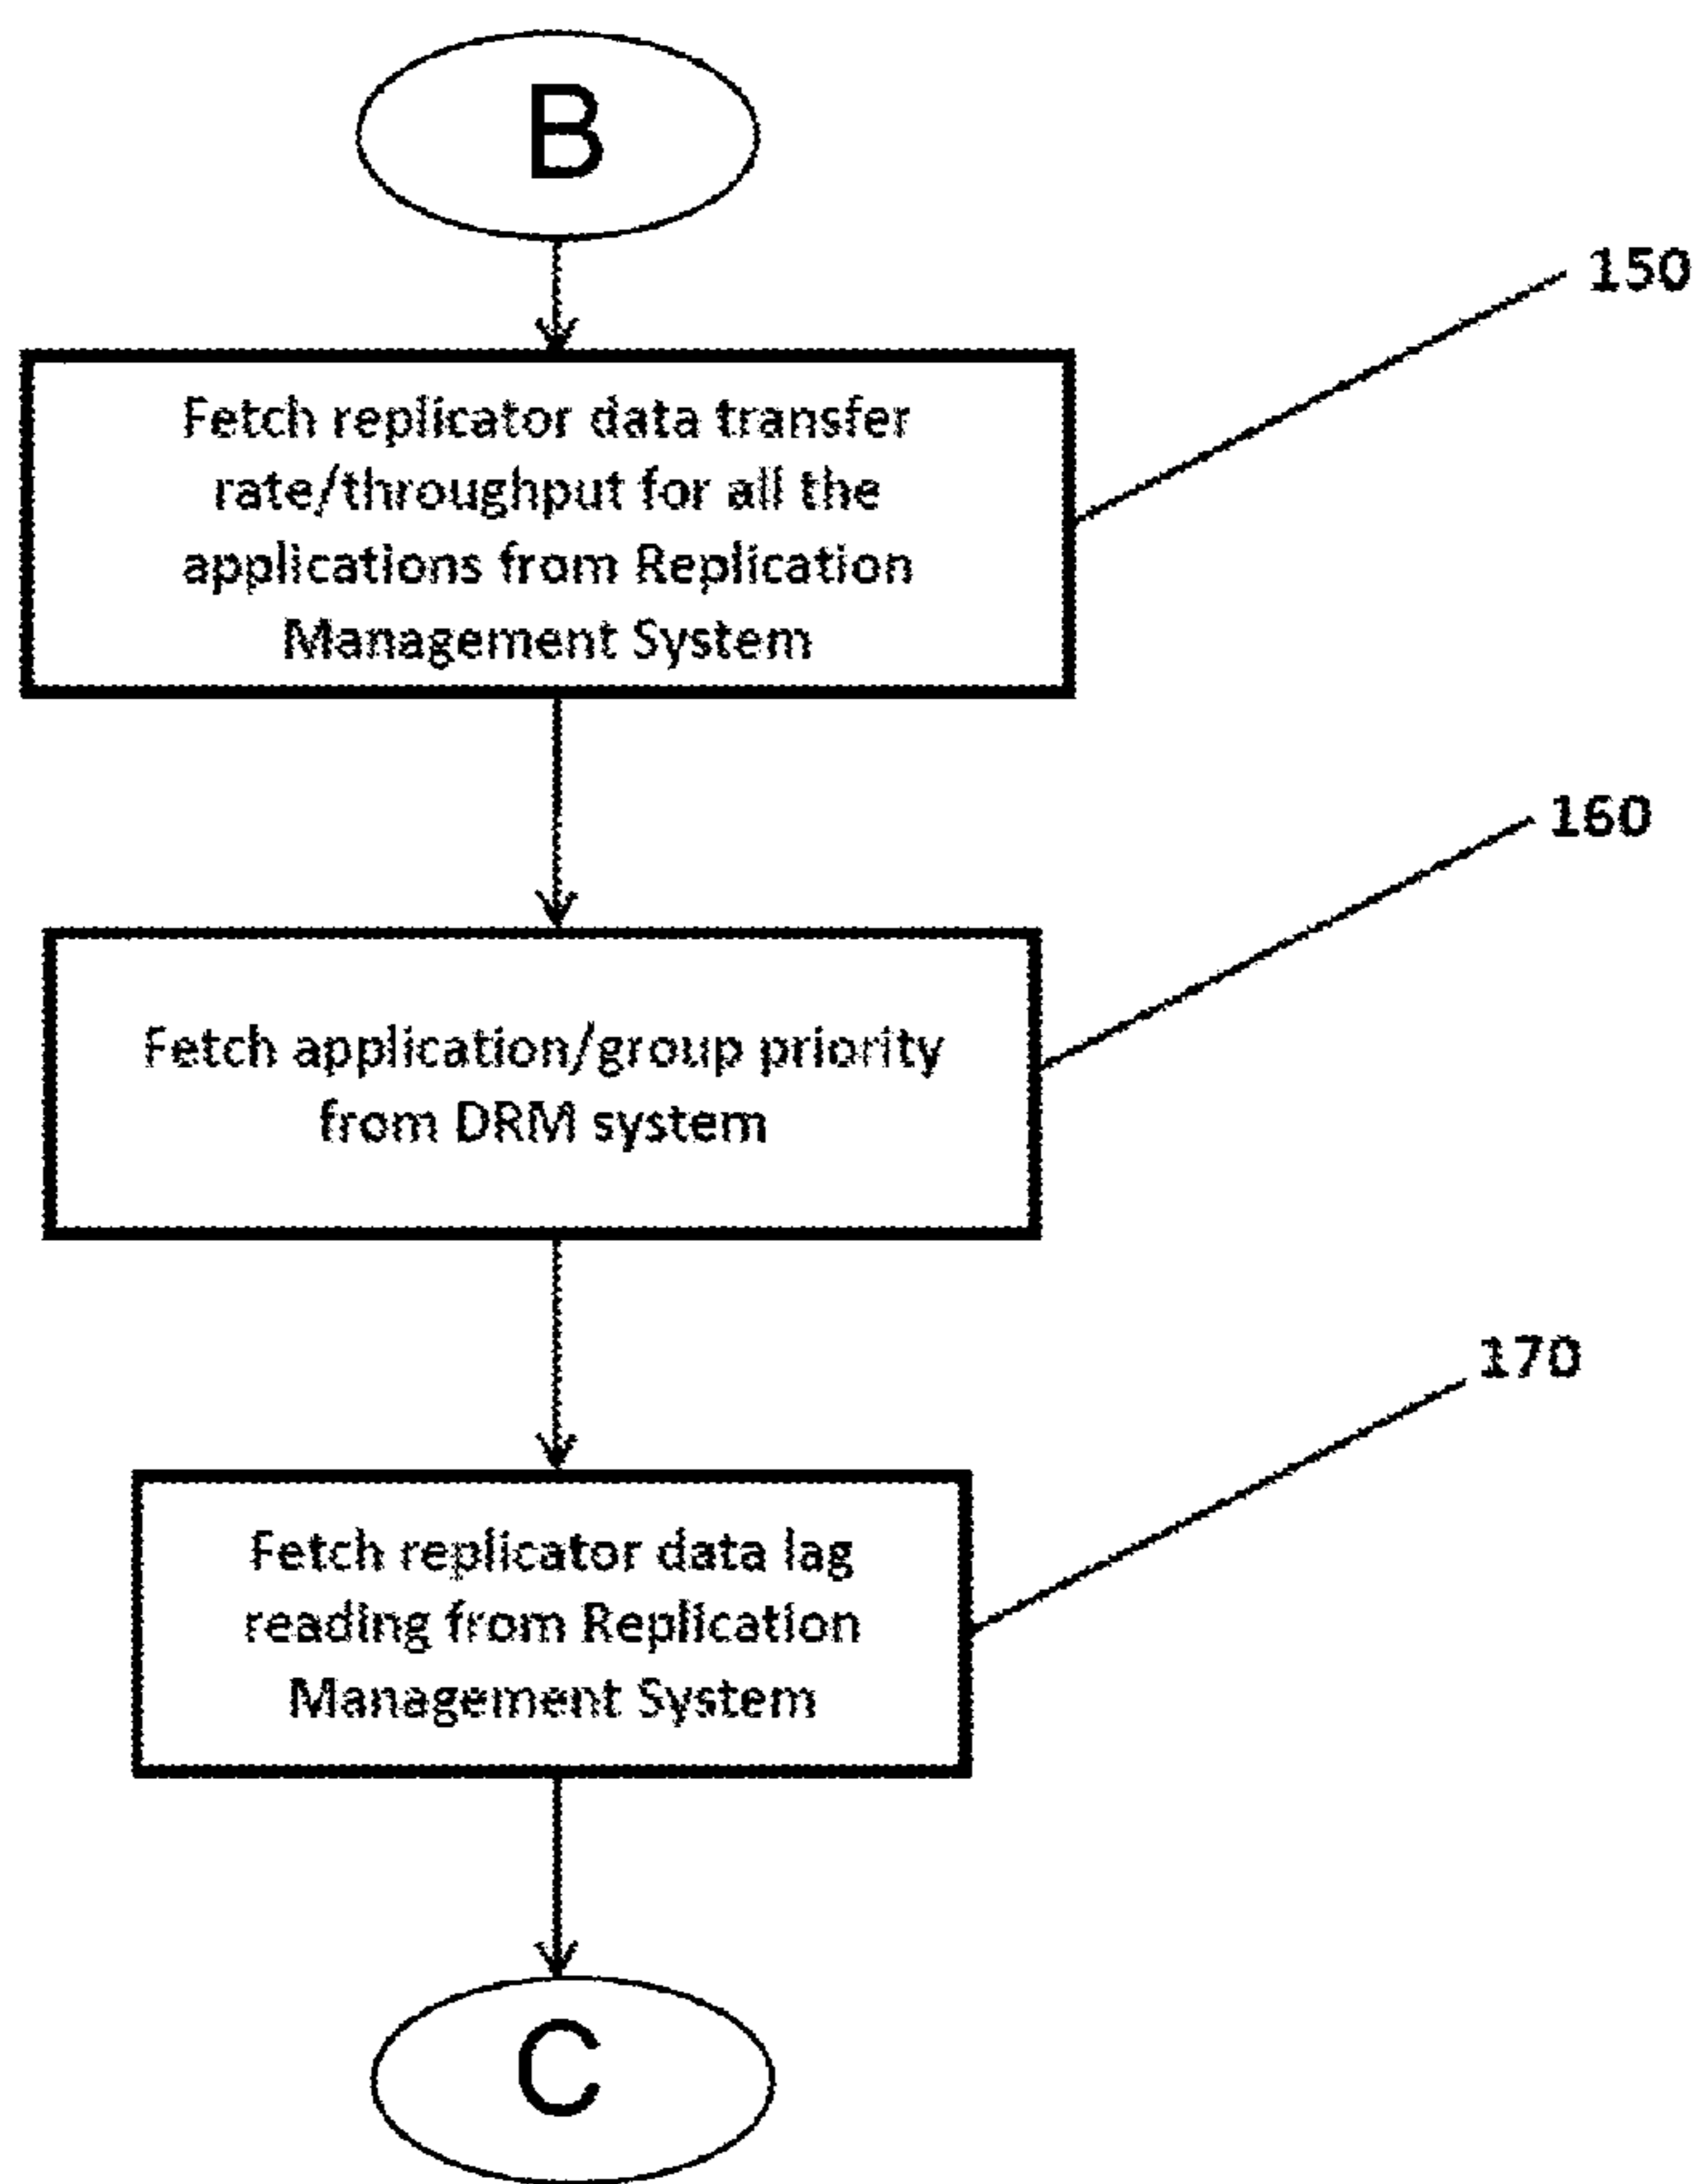 B
150
Fetch replicator data transfer
rate/throughput for all the
applications from Replication
Management System
160
Fetch application/group priority
from DRM system
170
Fetch replicator data lag
reading from Replication
Management System
C